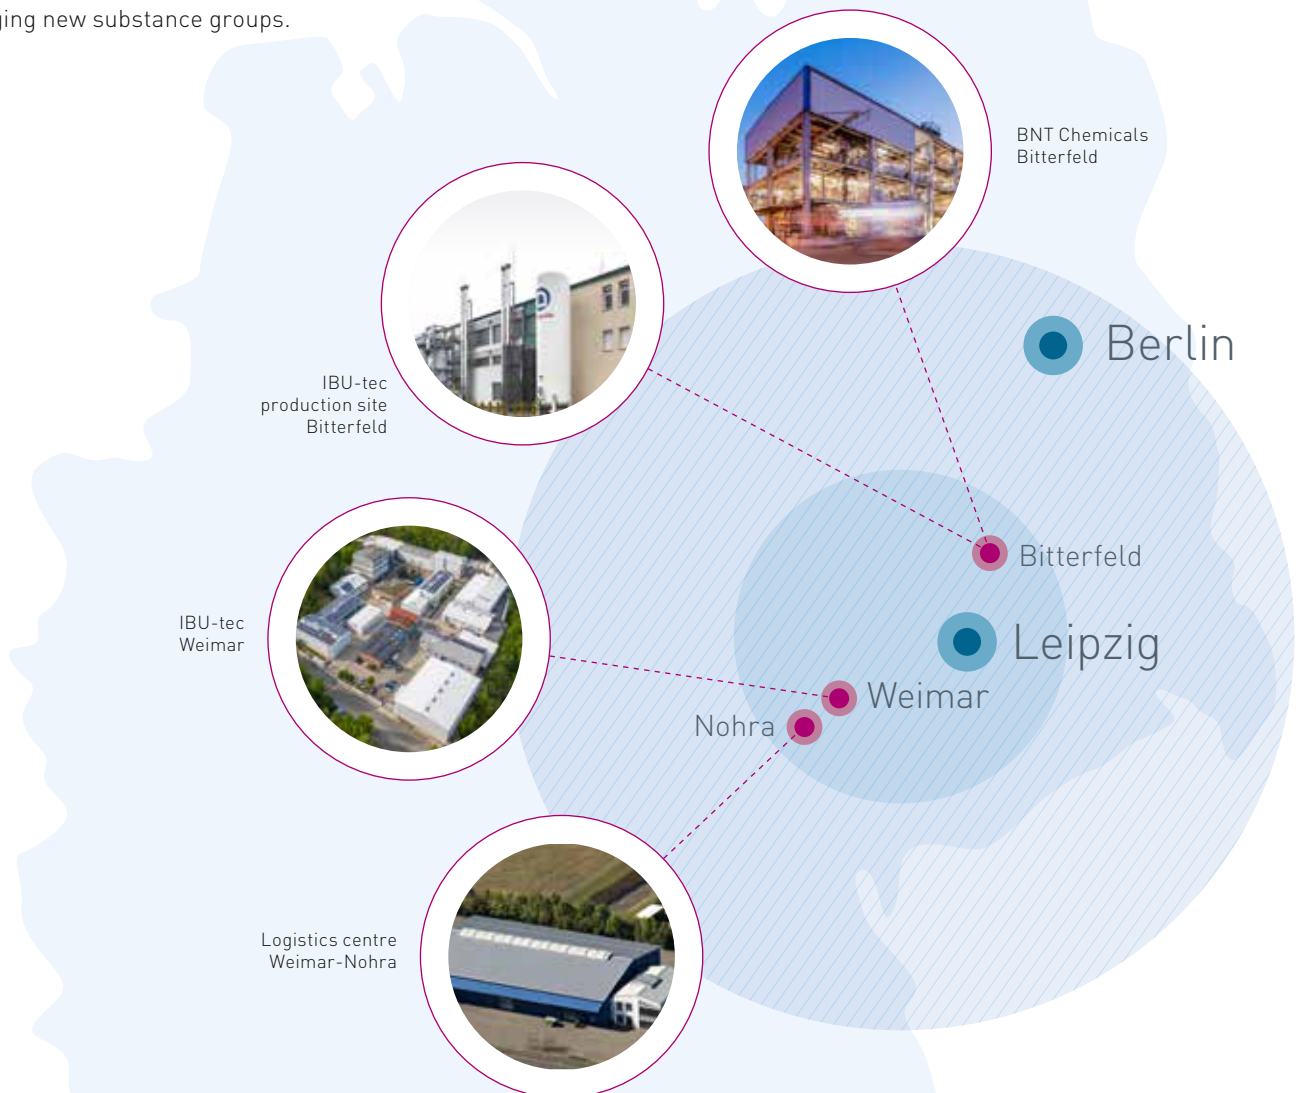 ging new substance groups.
BNT Chemicals
Bitterfeld
Berlin
IBU-tec
production site
Bitterfeld
Bitterfeld
IBU-tec
Weimar
Leipzig
Weimar
Nohra
Logistics centre
Weimar-Nohra